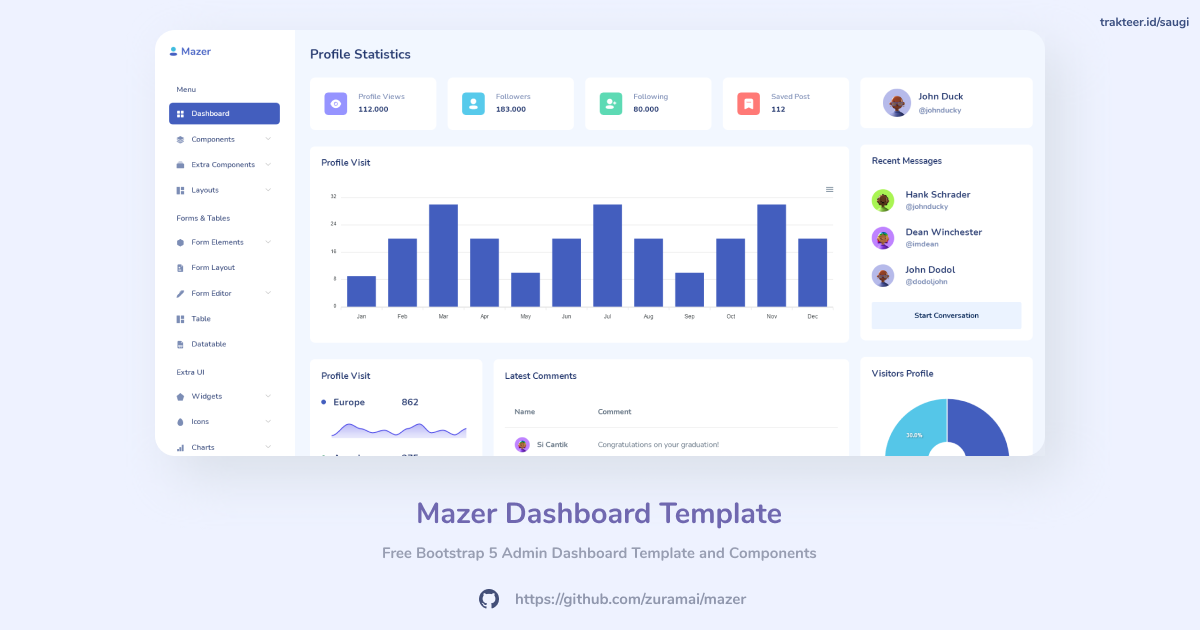 trakteer.id/saugi
Mazer
Menu
Dashboard
Components
Extra Components
Layouts
Forms & Tables
Form Elements
Form Layout
Form Editor
Table
Datatable
Extra UI
Widgets
Icons
Charts
Profile Statistics
Profile Views
112.000
Followers
183.000
Following
80.000
Saved Post
112
John Duck
@johnducky
Profile Visit
32
24
16
8
0
Jan Feb Mar Apr May Jun Jul Aug Sep Oct Nov Dec
Recent Messages
Hank Schrader
@johnducky
Dean Winchester
@imdean
John Dodol
@dodoljohn
Start Conversation
Profile Visit
Europe 862
Latest Comments
Name Comment
Si Cantik Congratulations on your graduation!
Visitors Profile
30.0%
Mazer Dashboard Template
Free Bootstrap 5 Admin Dashboard Template and Components
https://github.com/zuramai/mazer